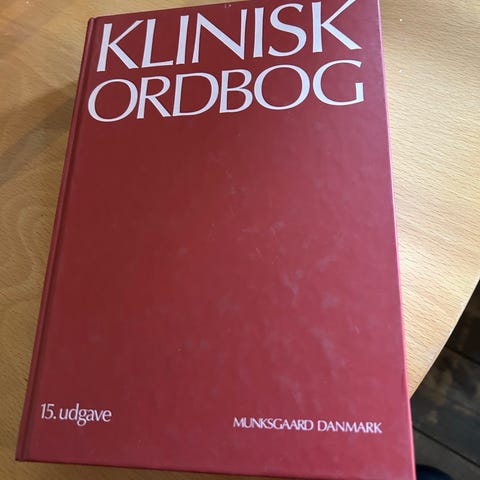 KLINISK
ORDBOG
15. udgave
MUNKSGAARD DANMARK